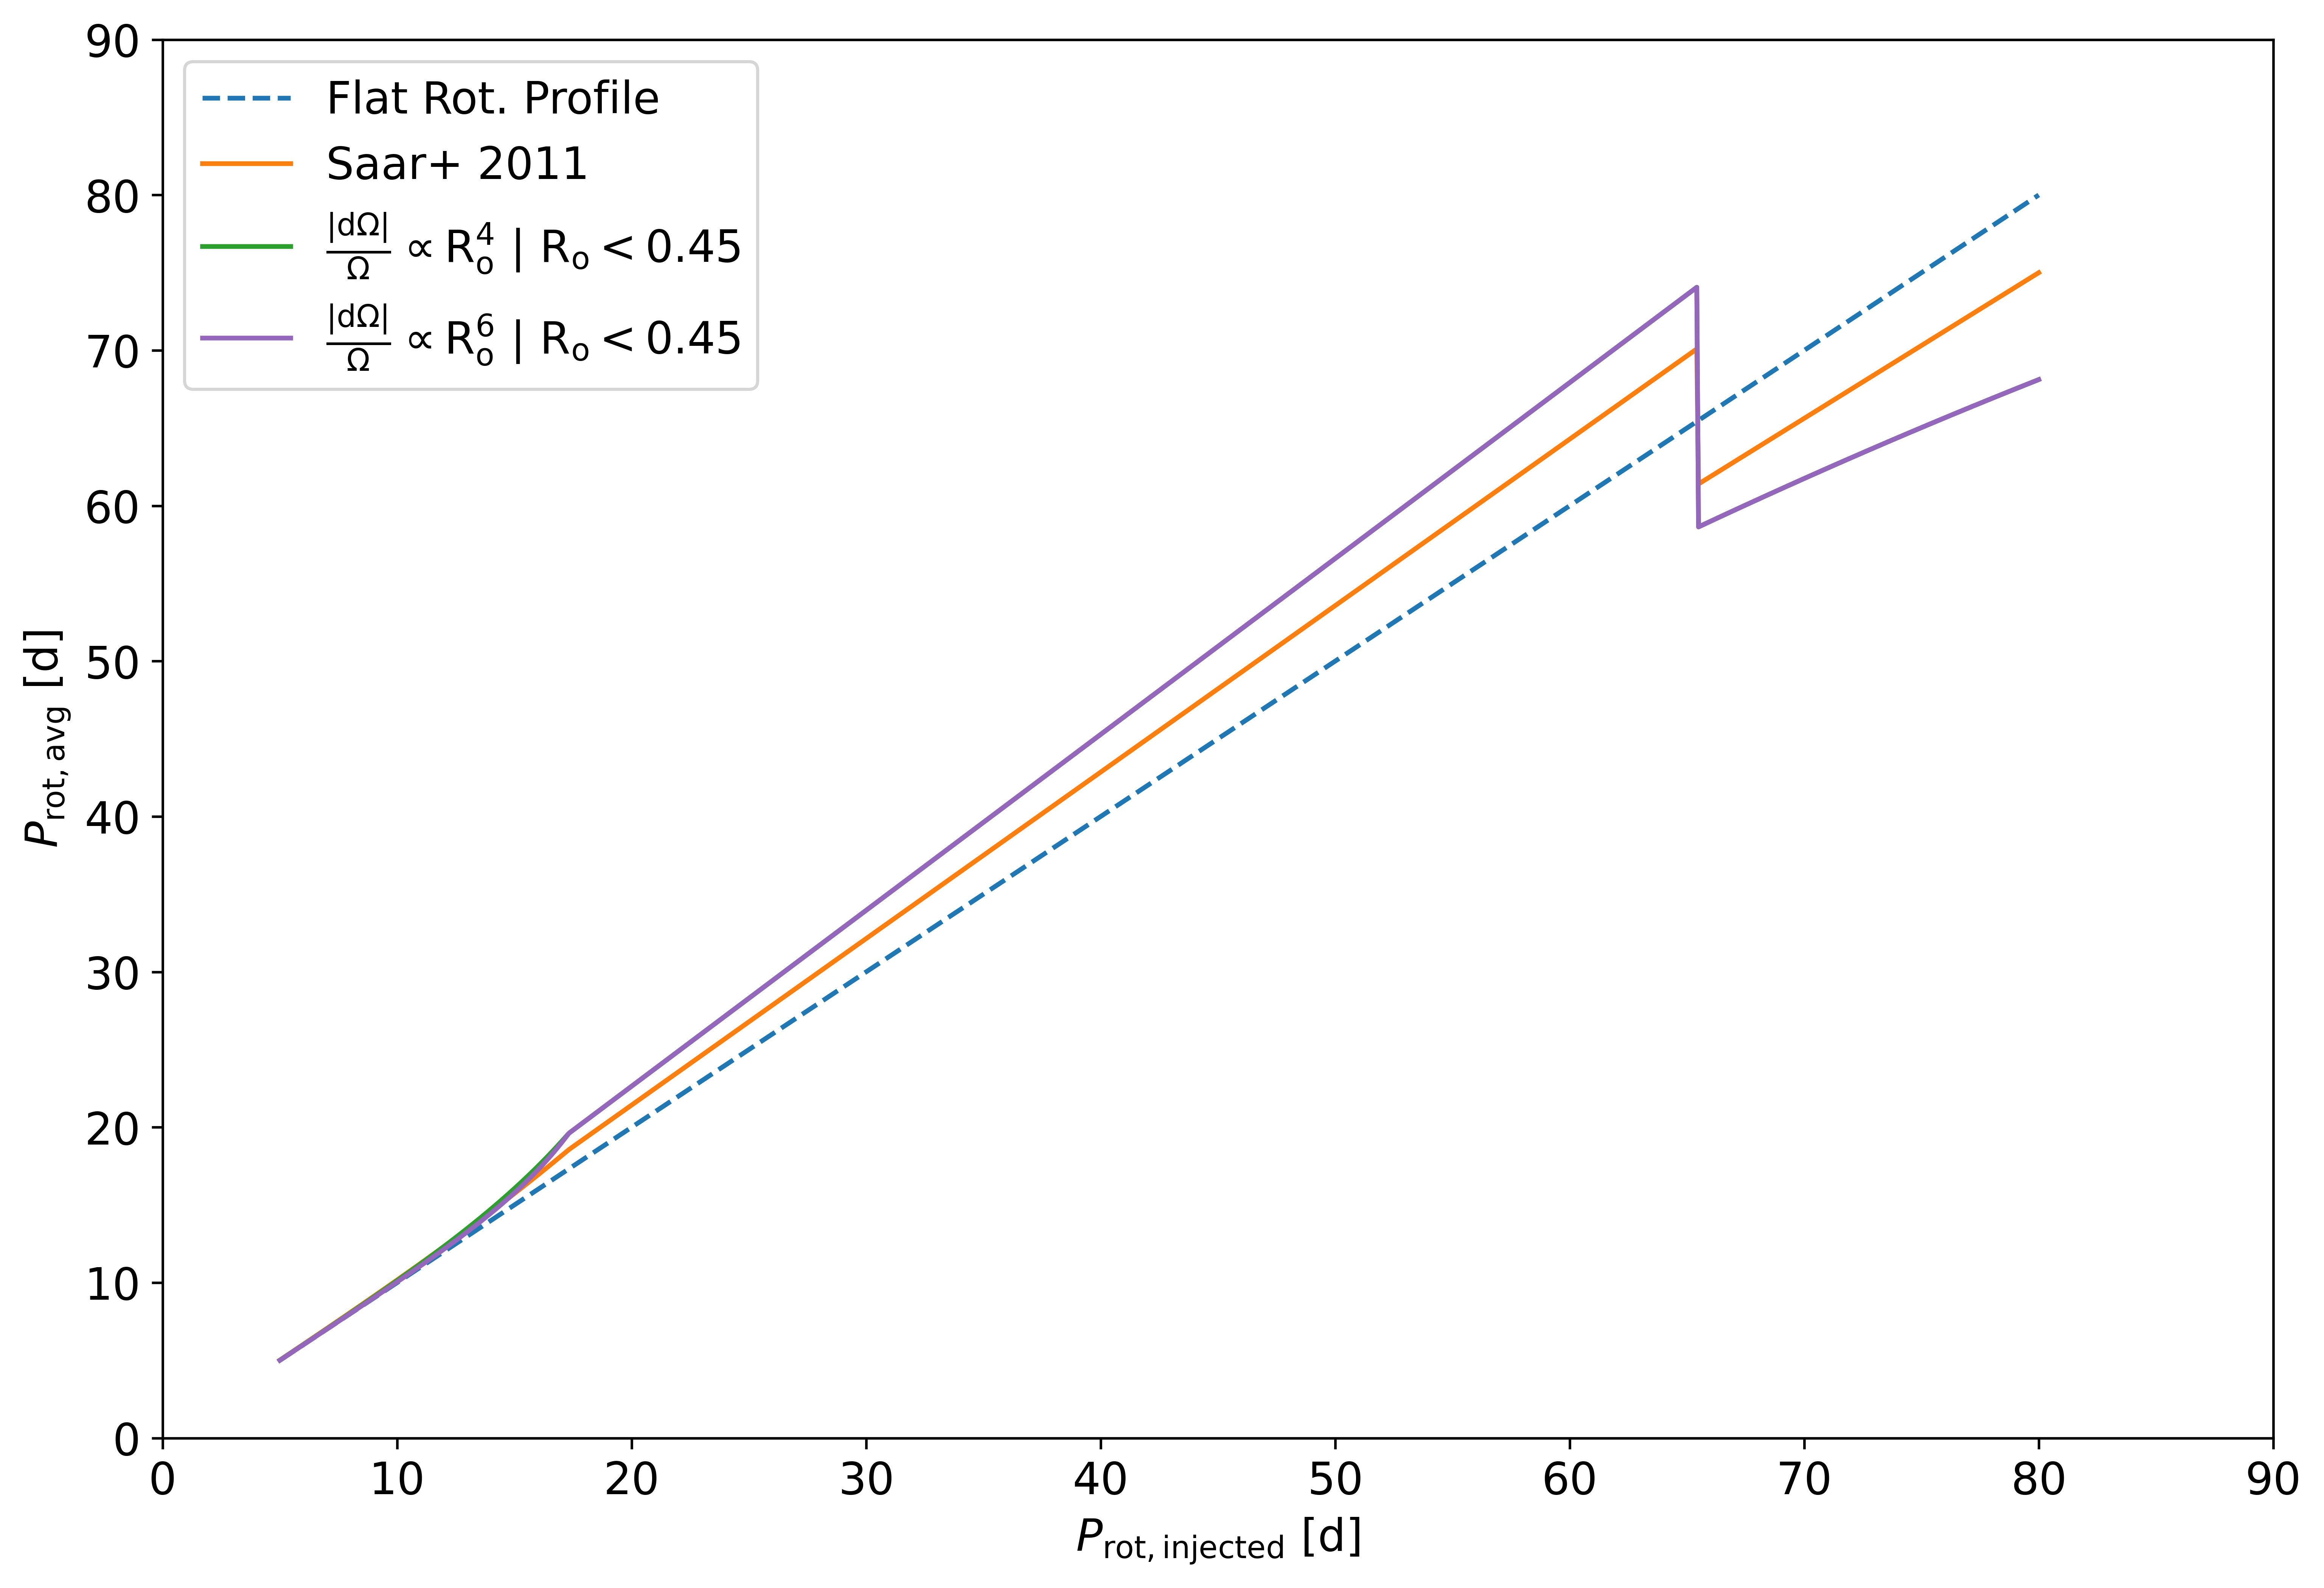 90
80
70
60
50
40
30
20
10
0
P_rot, avg [d]
Flat Rot. Profile
Saar+ 2011
|dΩ|/Ω ∝ R_o^4 | R_o < 0.45
|dΩ|/Ω ∝ R_o^6 | R_o < 0.45
0 10 20 30 40 50 60 70 80 90
P_rot, injected [d]